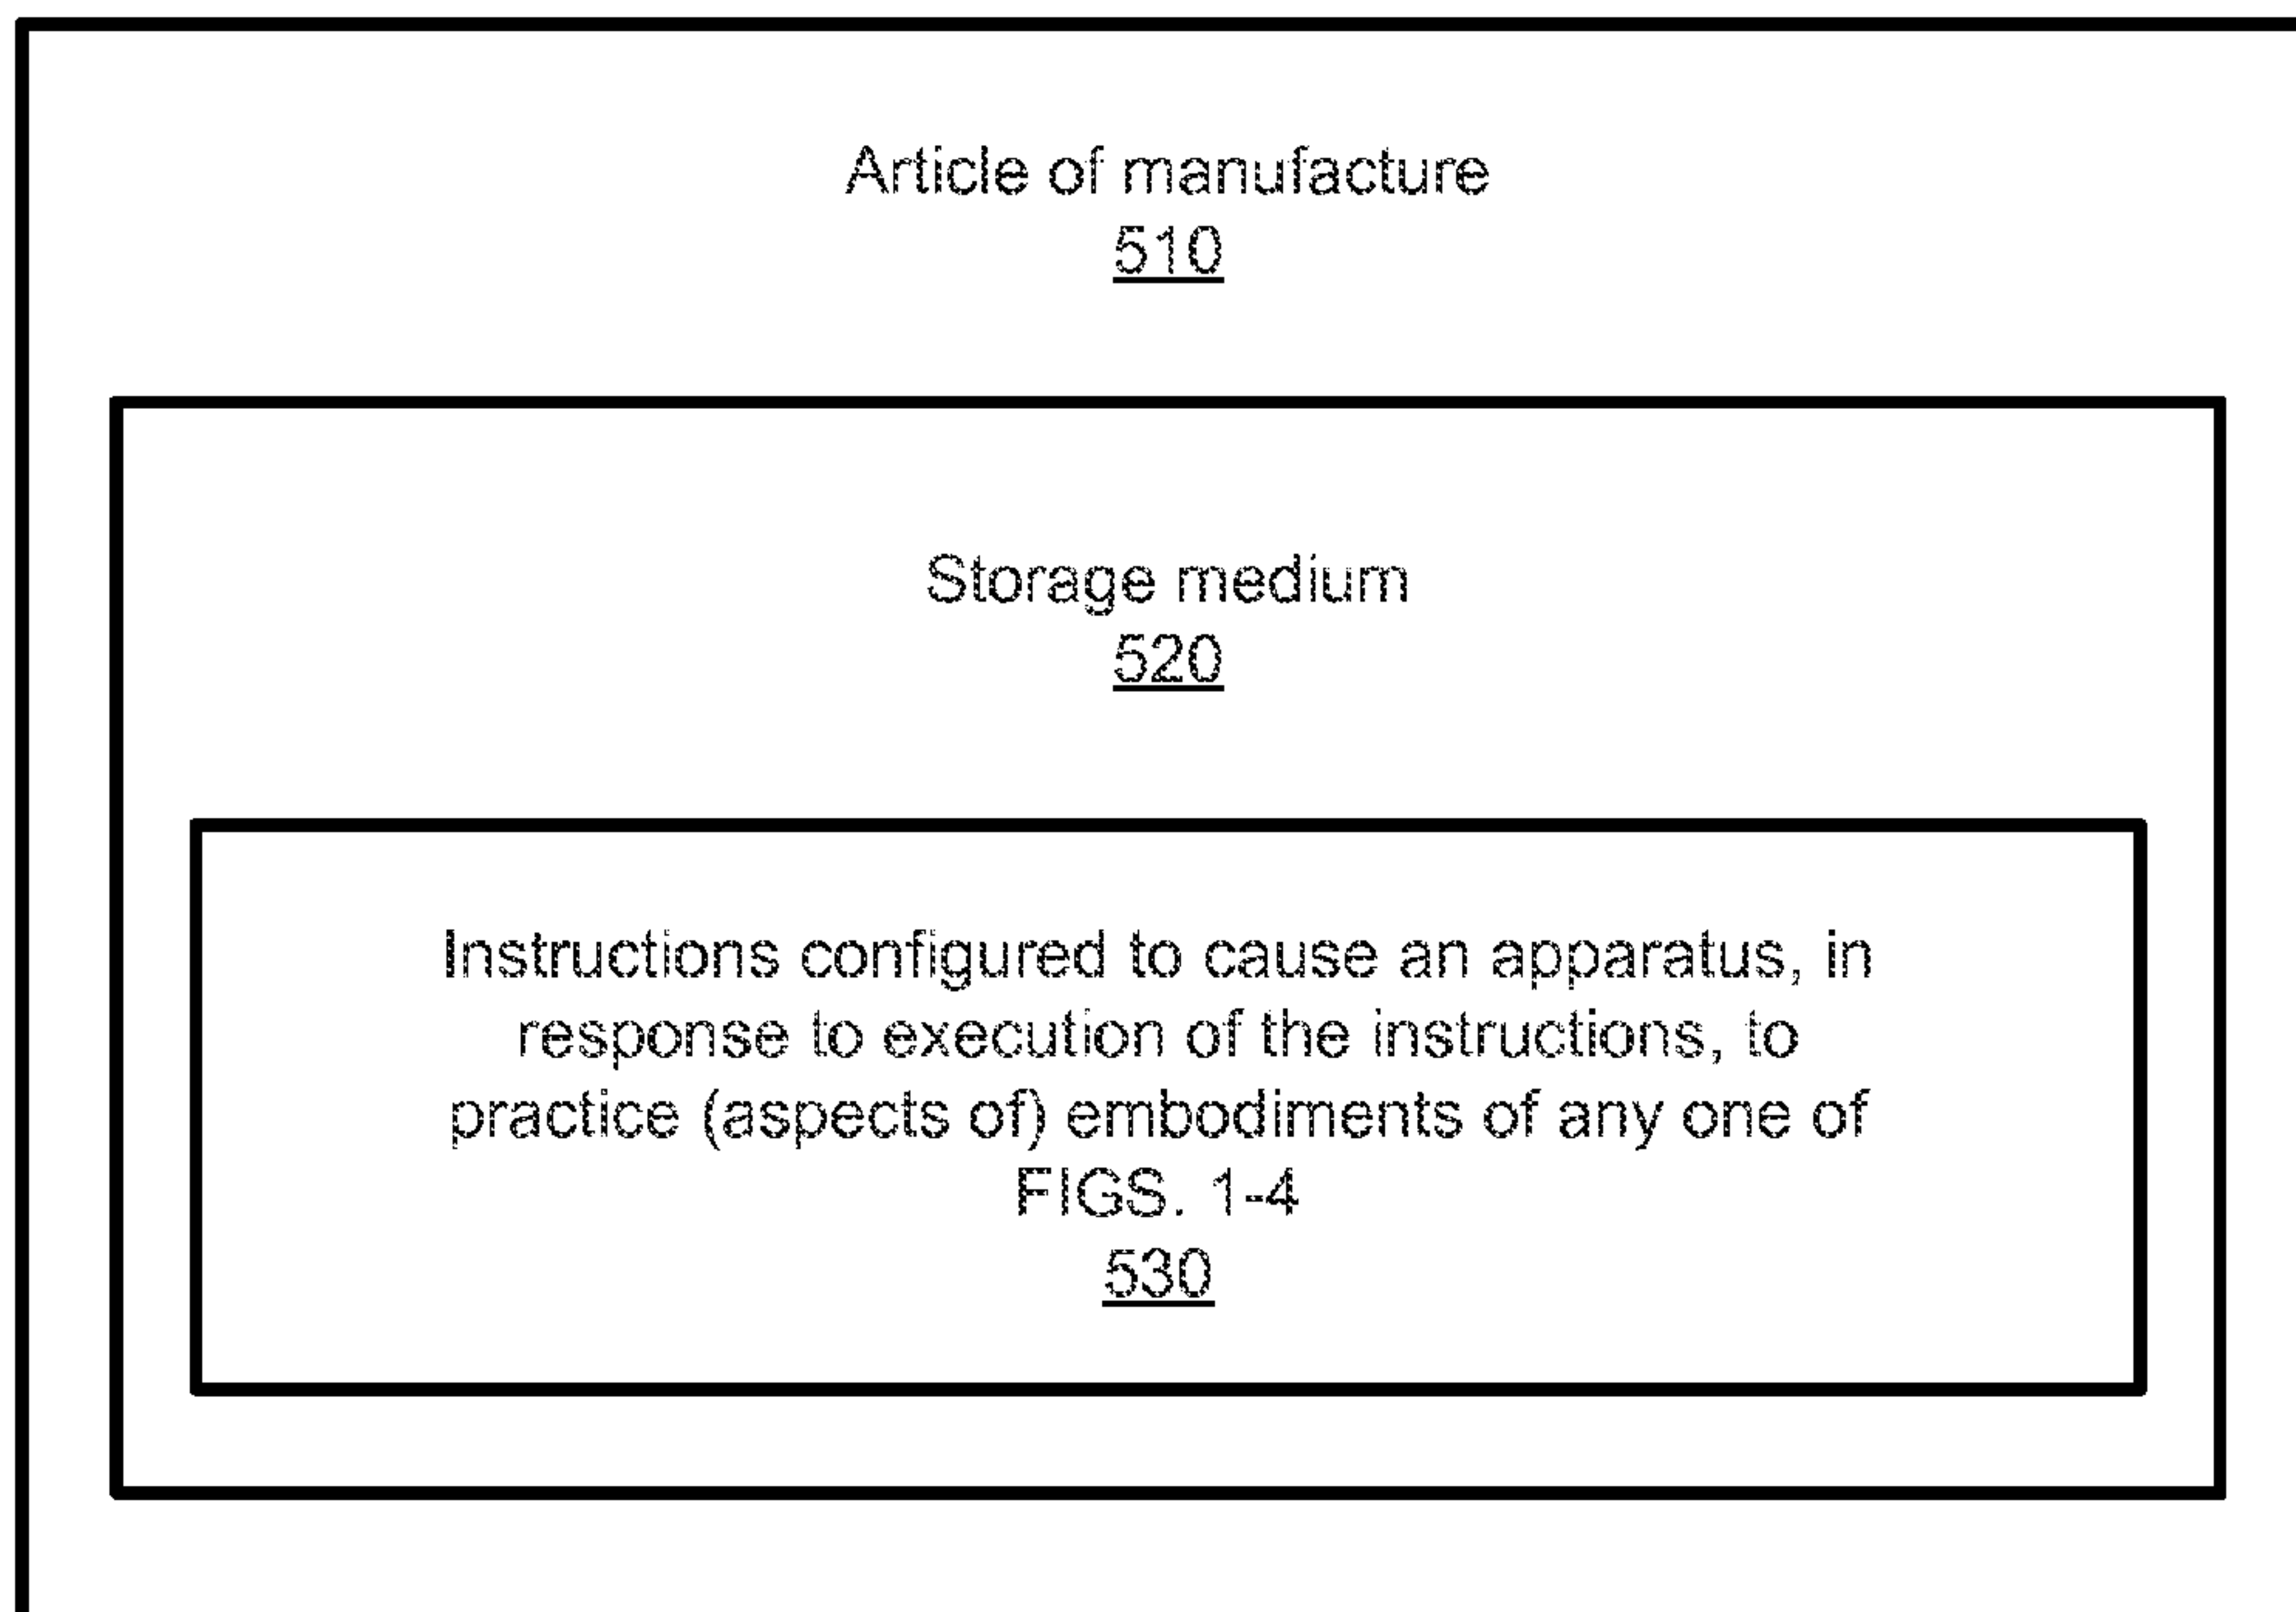 Article of manufacture
510
Storage medium
520
Instructions configured to cause an apparatus, in
response to execution of the instructions, to
practice (aspects of) embodiments of any one of
FIGS. 1-4
530